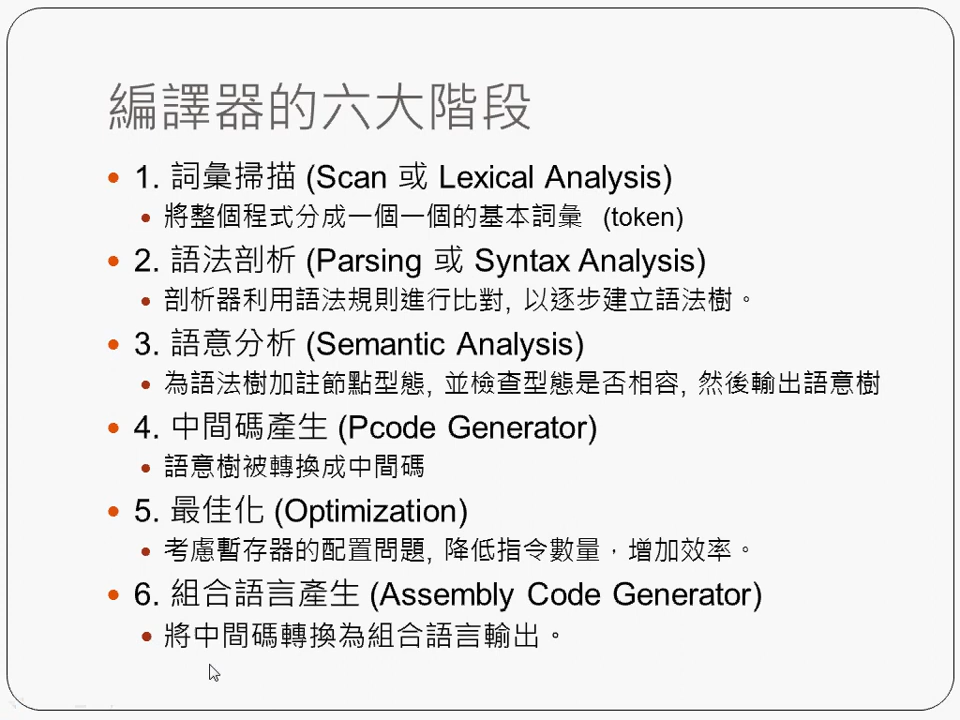 編譯器的六大階段
1. 詞彙掃描 (Scan 或 Lexical Analysis)
將整個程式分成一個一個的基本詞彙 (token)
2. 語法剖析 (Parsing 或 Syntax Analysis)
剖析器利用語法規則進行比對, 以逐步建立語法樹。
3. 語意分析 (Semantic Analysis)
為語法樹加註節點型態, 並檢查型態是否相容, 然後輸出語意樹
4. 中間碼產生 (Pcode Generator)
語意樹被轉換成中間碼
5. 最佳化 (Optimization)
考慮暫存器的配置問題, 降低指令數量，增加效率。
6. 組合語言產生 (Assembly Code Generator)
將中間碼轉換為組合語言輸出。